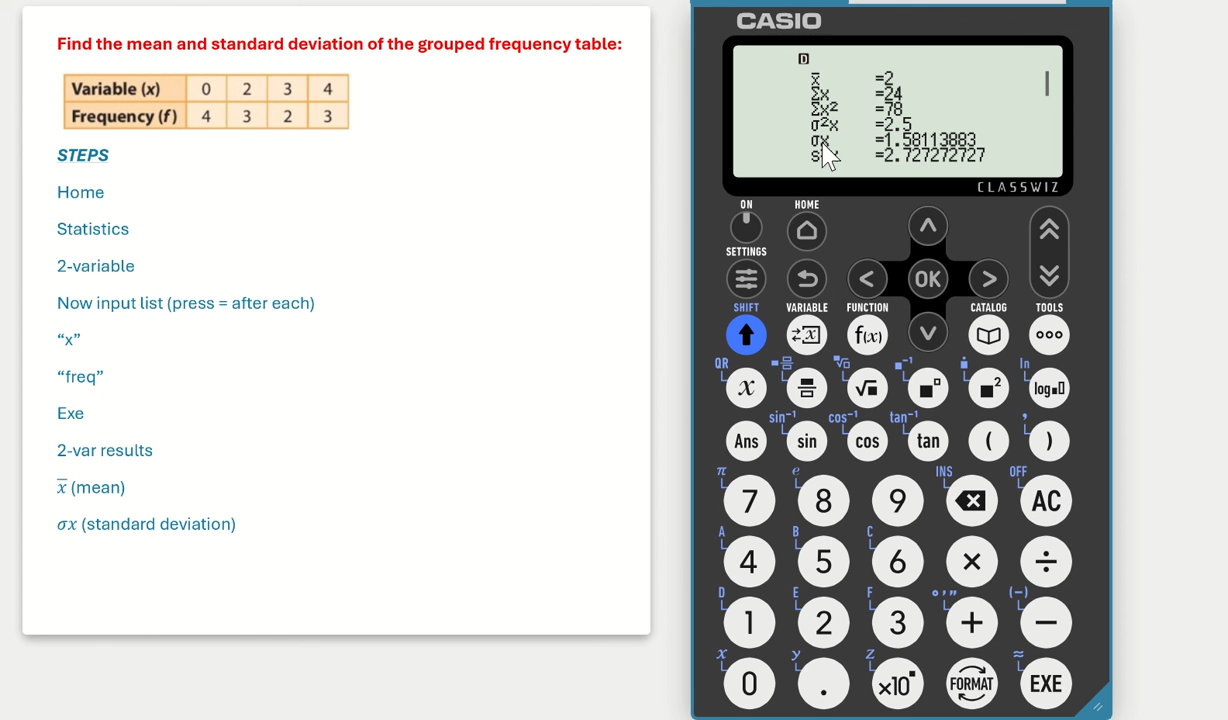 Find the mean and standard deviation of the grouped frequency table:
Variable (x) 0 2 3 4
Frequency (f) 4 3 2 3
STEPS
Home
Statistics
2-variable
Now input list (press = after each)
“x”
“freq”
Exe
2-var results
x̅ (mean)
σx (standard deviation)
CASIO
D
x̅ =2
Σx =24
Σx² =78
σ²x =2.5
σx =1.58113883
=2.727272727
CLASSWIZ
ON HOME
SETTINGS
OK
SHIFT VARIABLE FUNCTION CATALOG TOOLS
x f(x)
QR √ -1 ln
x √ ■ ■² log
sin⁻¹ cos⁻¹ tan⁻¹ ,
Ans sin cos tan ( )
π e INS OFF
7 8 9 AC
A B C
4 5 6 × ÷
D E F °’” (−)
1 2 3 + −
x y z ≈
0 . ×10 FORMAT EXE